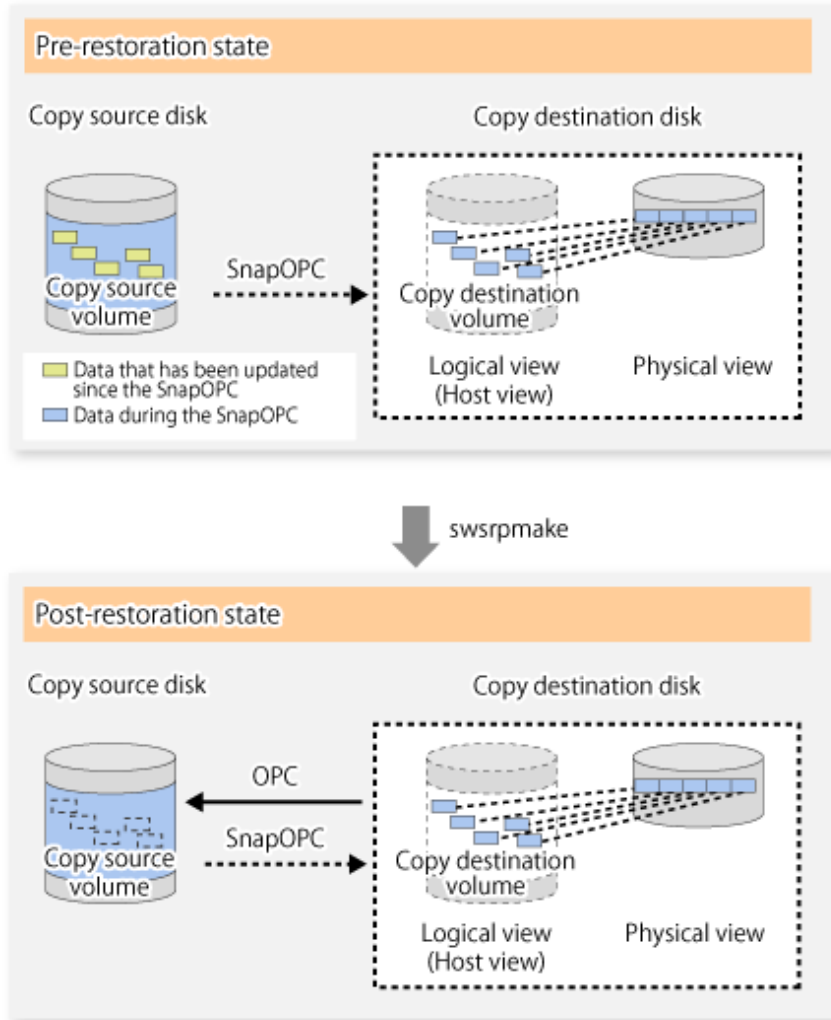 Pre-restoration state
Copy source disk
Copy destination disk
SnapOPC
Copy source
volume
Copy destination
volume
Logical view
(Host view)
Physical view
Data that has been updated
since the SnapOPC
Data during the SnapOPC
swsrpmake
Post-restoration state
Copy source disk
Copy destination disk
OPC
SnapOPC
Copy source
volume
Copy destination
volume
Logical view
(Host view)
Physical view